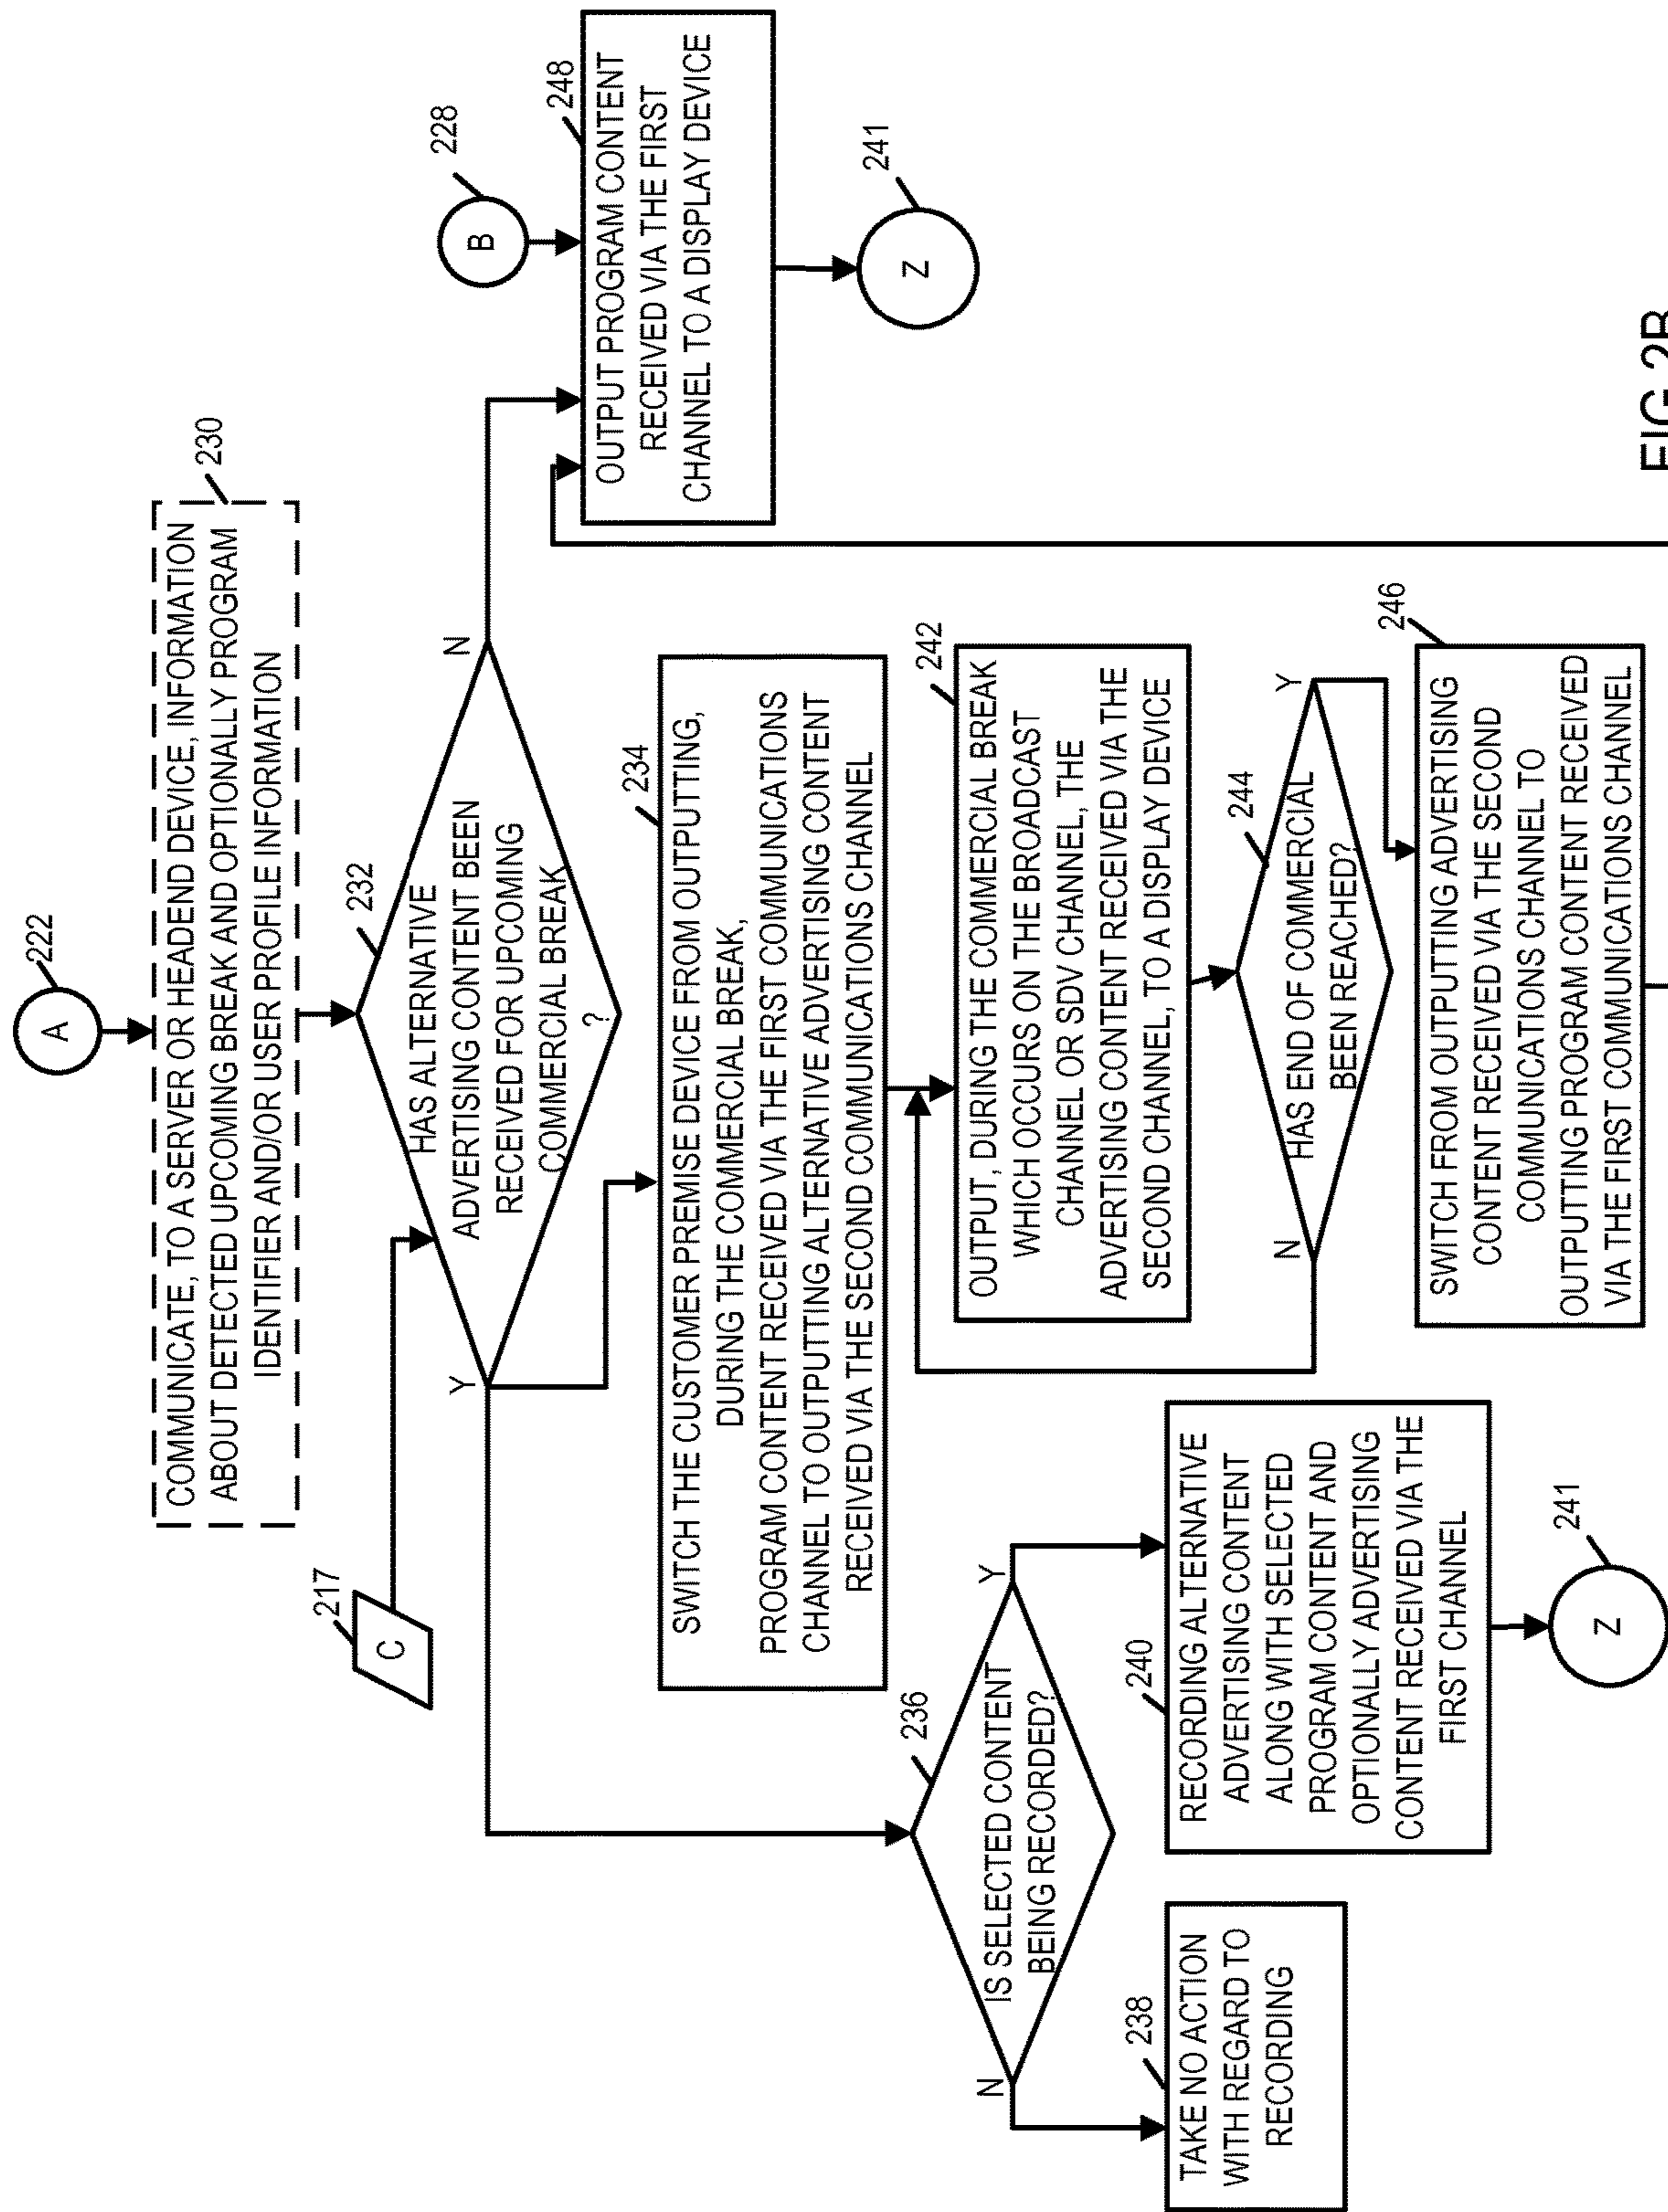 A
222
COMMUNICATE, TO A SERVER OR HEADEND DEVICE, INFORMATION
ABOUT DETECTED UPCOMING BREAK AND OPTIONALLY PROGRAM
IDENTIFIER AND/OR USER PROFILE INFORMATION
230
217
C
232
HAS ALTERNATIVE
ADVERTISING CONTENT BEEN
RECEIVED FOR UPCOMING
COMMERCIAL BREAK
?
Y
N
B
228
248
OUTPUT PROGRAM CONTENT
RECEIVED VIA THE FIRST
CHANNEL TO A DISPLAY DEVICE
Z
241
234
SWITCH THE CUSTOMER PREMISE DEVICE FROM OUTPUTTING,
DURING THE COMMERCIAL BREAK,
PROGRAM CONTENT RECEIVED VIA THE FIRST COMMUNICATIONS
CHANNEL TO OUTPUTTING ALTERNATIVE ADVERTISING CONTENT
RECEIVED VIA THE SECOND COMMUNICATIONS CHANNEL
236
IS SELECTED CONTENT
BEING RECORDED?
N
Y
238
TAKE NO ACTION
WITH REGARD TO
RECORDING
240
RECORDING ALTERNATIVE
ADVERTISING CONTENT
ALONG WITH SELECTED
PROGRAM CONTENT AND
OPTIONALLY ADVERTISING
CONTENT RECEIVED VIA THE
FIRST CHANNEL
Z
241
242
OUTPUT, DURING THE COMMERCIAL BREAK
WHICH OCCURS ON THE BROADCAST
CHANNEL OR SDV CHANNEL, THE
ADVERTISING CONTENT RECEIVED VIA THE
SECOND CHANNEL, TO A DISPLAY DEVICE
244
HAS END OF COMMERCIAL
BEEN REACHED?
N
Y
246
SWITCH FROM OUTPUTING ADVERTISING
CONTENT RECEIVED VIA THE SECOND
COMMUNICATIONS CHANNEL TO
OUTPUTING PROGRAM CONTENT RECEIVED
VIA THE FIRST COMMUNICATIONS CHANNEL
FIG 2B